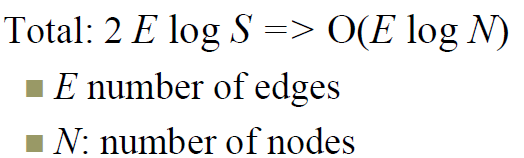 Total: 2 E log S => O(E log N)
E number of edges
N: number of nodes